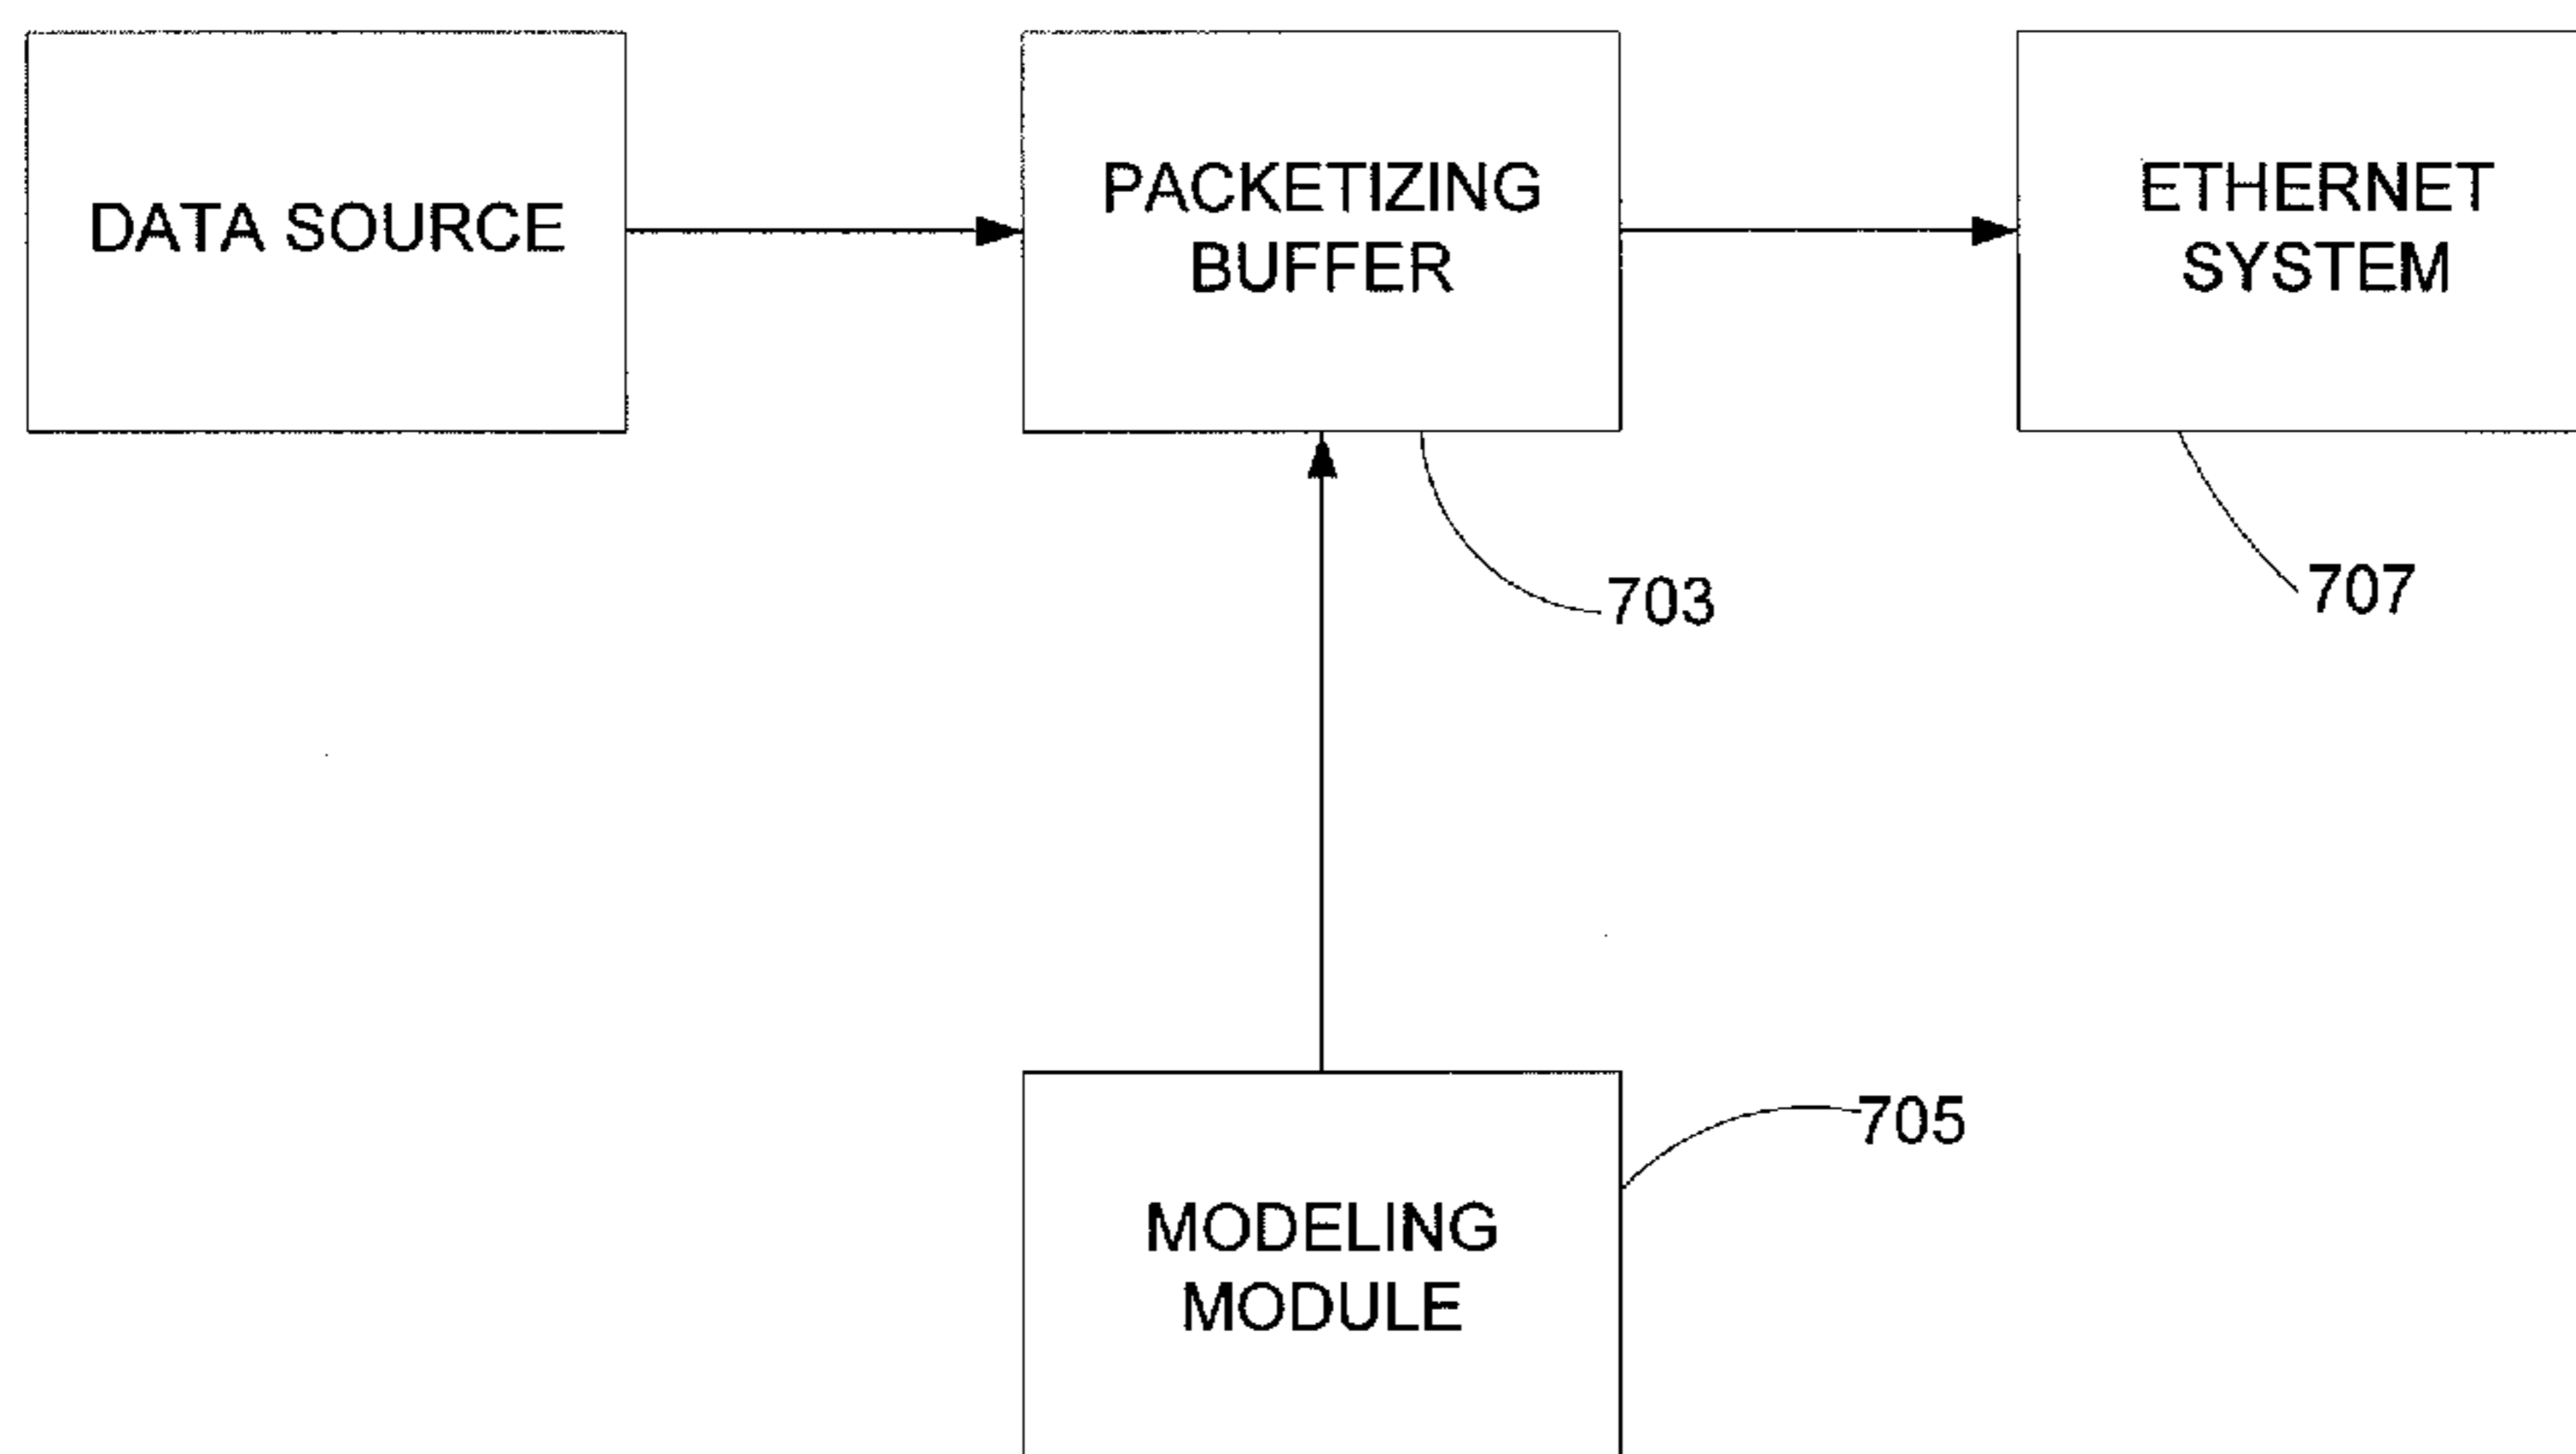 DATA SOURCE
PACKETIZING
BUFFER
ETHERNET
SYSTEM
703
707
705
MODELING
MODULE